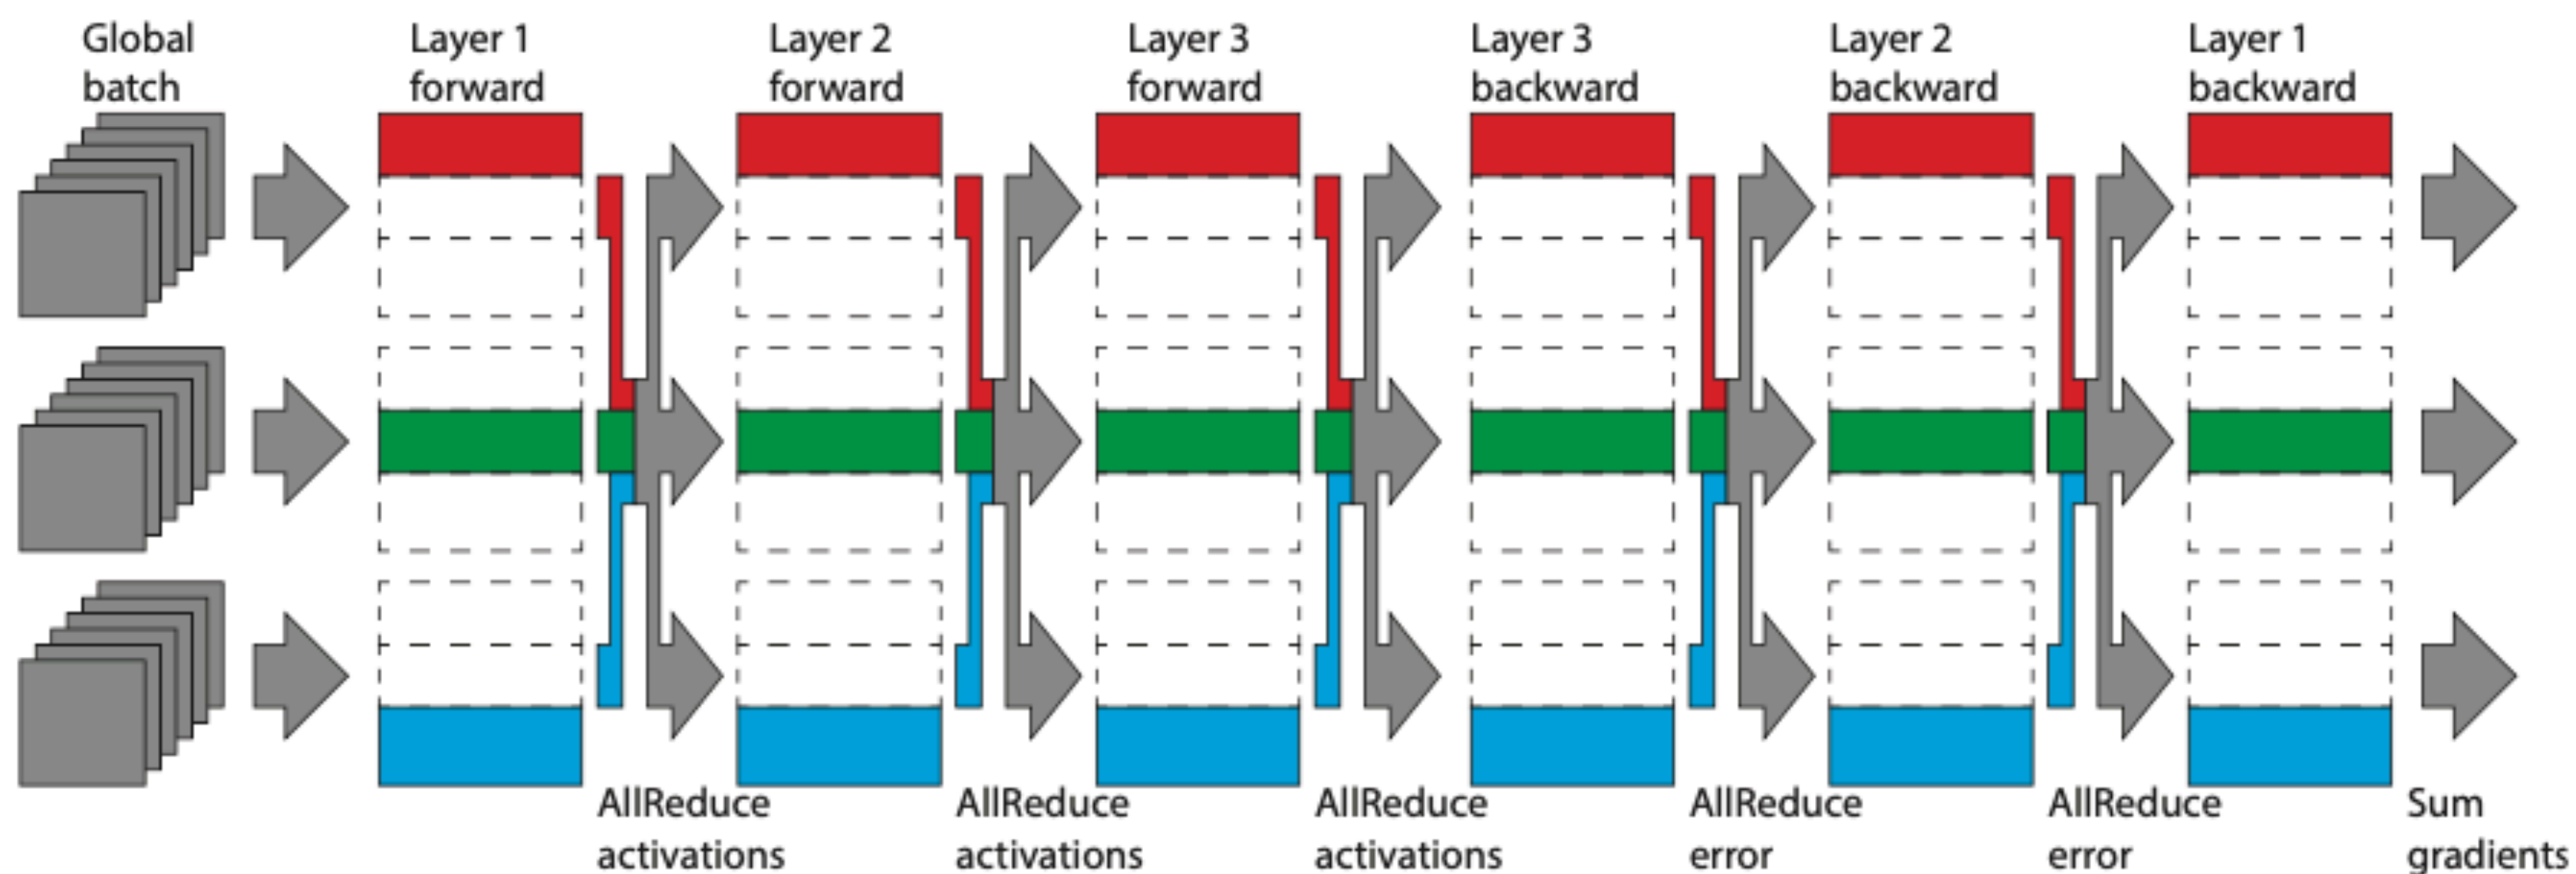 Global
batch
Layer 1
forward
Layer 2
forward
Layer 3
forward
Layer 3
backward
Layer 2
backward
Layer 1
backward
AllReduce
activations
AllReduce
activations
AllReduce
activations
AllReduce
error
AllReduce
error
Sum
gradients